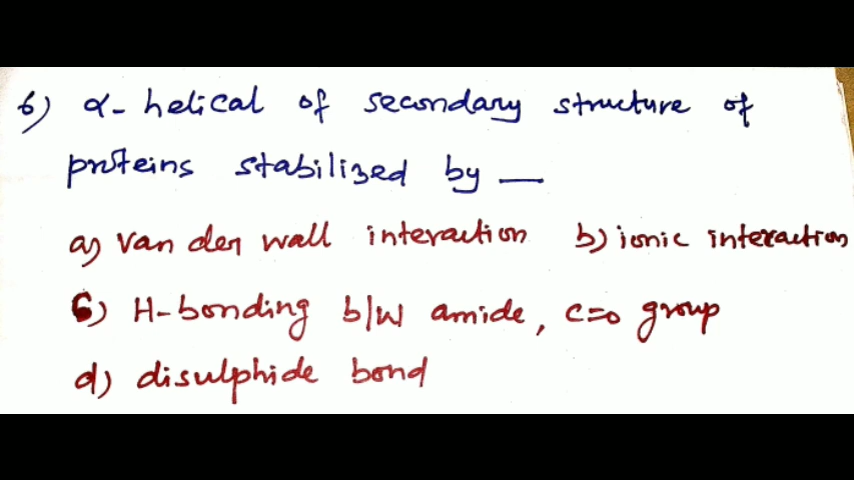 6) α- helical of secondary structure of
proteins stabilized by __
a) van der wall interaction b) ionic interaction
c) H-bonding b/w amide, c=o group
d) disulphide bond